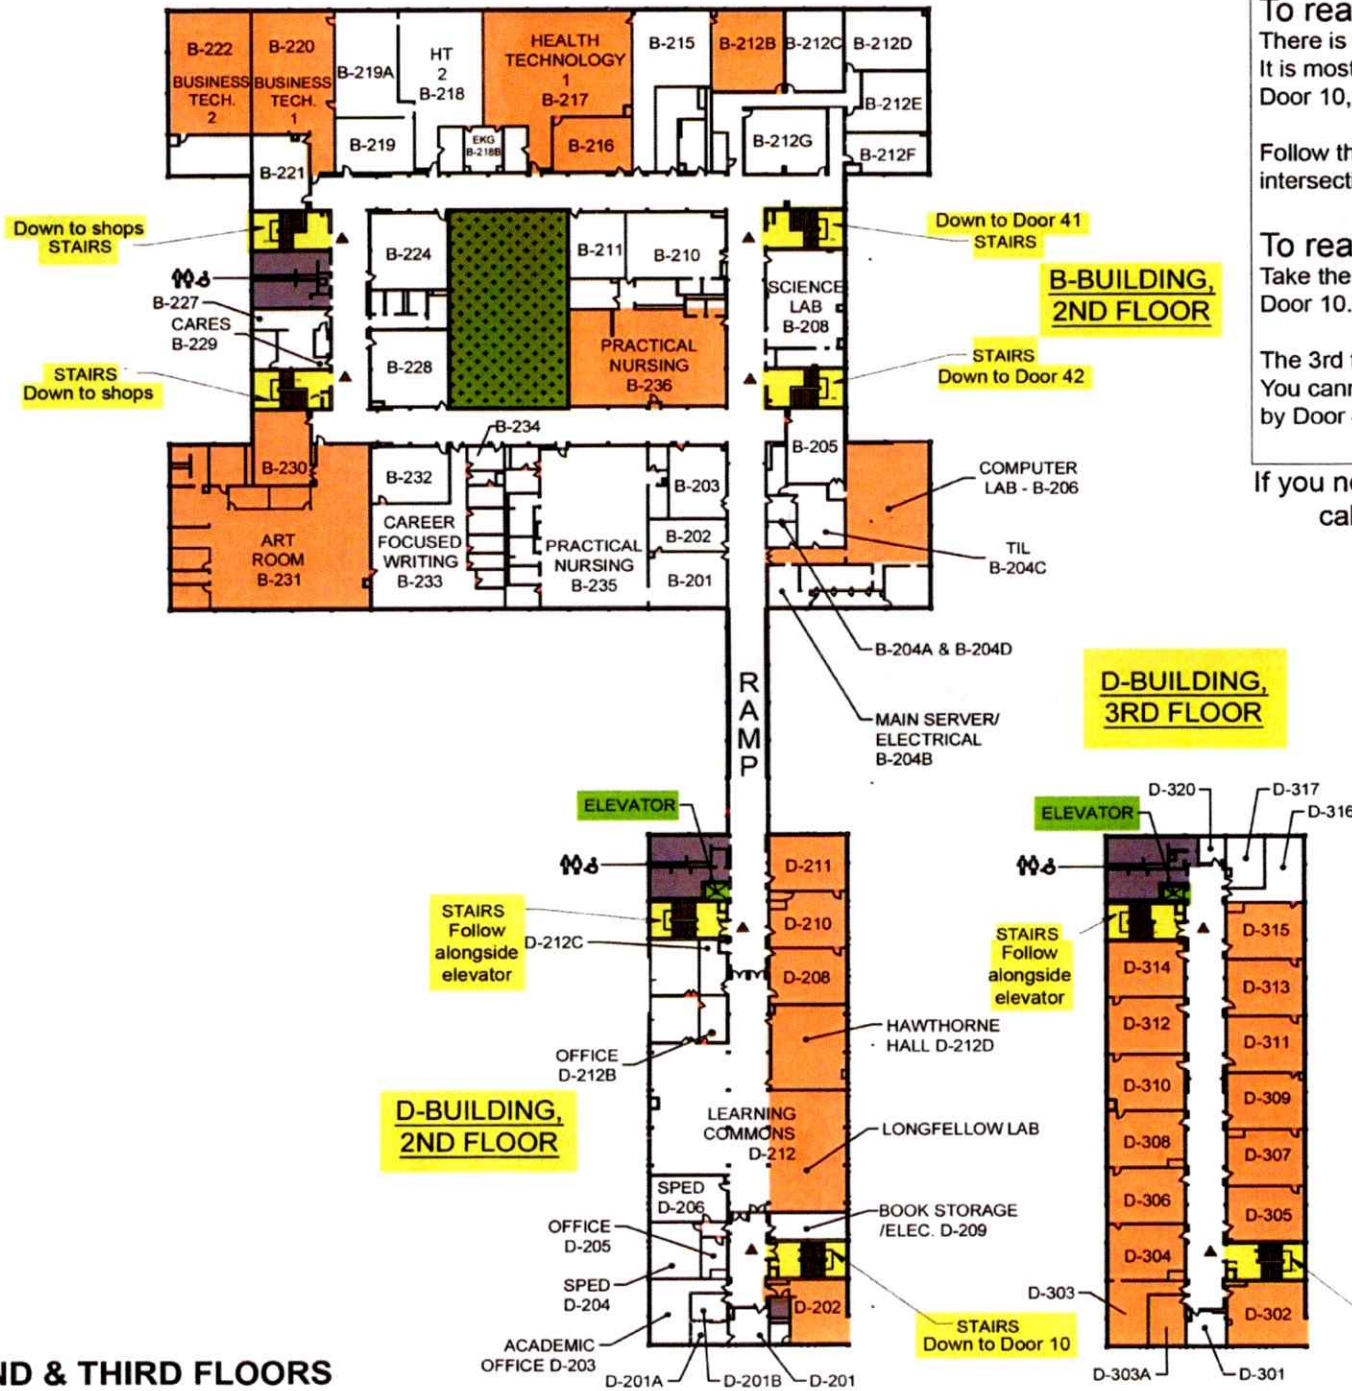 B-222
BUSINESS
TECH.
2
B-220
BUSINESS
TECH.
1
B-219A
HT
2
B-218
HEALTH
TECHNOLOGY
1
B-217
B-215
B-212B
B-212C
B-212D
B-212E
B-219
EKG
B-218B
B-216
B-212G
B-212F
B-221
Down to shops
STAIRS
B-224
B-211
B-210
Down to Door 41
STAIRS
B-BUILDING,
2ND FLOOR
B-227
CARES
B-229
SCIENCE
LAB
B-208
B-228
PRACTICAL
NURSING
B-236
STAIRS
Down to shops
STAIRS
Down to Door 42
B-234
B-230
B-232
B-203
B-205
COMPUTER
LAB - B-206
ART
ROOM
B-231
CAREER
FOCUSED
WRITING
B-233
PRACTICAL
NURSING
B-235
B-202
B-201
TIL
B-204C
B-204A & B-204D
MAIN SERVER/
ELECTRICAL
B-204B
RAMP
To rea
There is
It is most
Door 10,
Follow th
intersecti
To rea
Take the
Door 10.
The 3rd
You cann
by Door
If you ne
cal
D-BUILDING,
3RD FLOOR
ELEVATOR
D-211
STAIRS
Follow
alongside
elevator
D-212C
D-210
D-208
HAWTHORNE
HALL D-212D
OFFICE
D-212B
D-BUILDING,
2ND FLOOR
LEARNING
COMMONS
D-212
LONGFELLOW LAB
SPED
D-206
BOOK STORAGE
/ELEC. D-209
OFFICE
D-205
SPED
D-204
D-202
ACADEMIC
OFFICE D-203
STAIRS
Down to Door 10
D-201A
D-201B
D-201
ELEVATOR
D-320
D-317
D-316
STAIRS
Follow
alongside
elevator
D-315
D-314
D-313
D-312
D-311
D-310
D-309
D-308
D-307
D-306
D-305
D-304
D-303
D-302
D-303A
D-301
ND & THIRD FLOORS